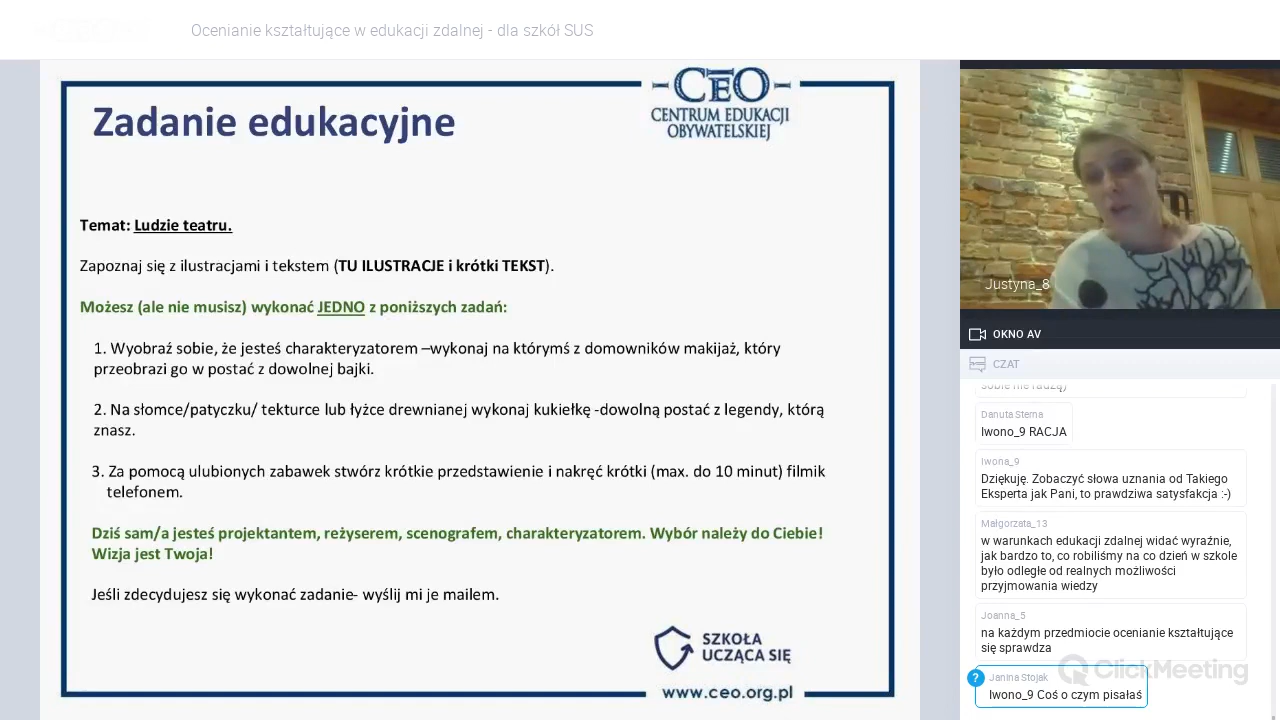 Ocenianie kształtujące w edukacji zdalnej - dla szkół SUS
CEO
CENTRUM EDUKACJI
OBYWATELSKIEJ
Zadanie edukacyjne
Temat: Ludzie teatru.
Zapoznaj się z ilustracjami i tekstem (TU ILUSTRACJE i krótki TEKST).
Możesz (ale nie musisz) wykonać JEDNO z poniższych zadań:
1. Wyobraź sobie, że jesteś charakteryzatorem –wykonaj na którymś z domowników makijaż, który
przeobrazi go w postać z dowolnej bajki.
2. Na słomce/patyczku/ tekturce lub łyżce drewnianej wykonaj kukiełkę -dowolną postać z legendy, którą
znasz.
3. Za pomocą ulubionych zabawek stwórz krótkie przedstawienie i nakręć krótki (max. do 10 minut) filmik
telefonem.
Dziś sam/a jesteś projektantem, reżyserem, scenografem, charakteryzatorem. Wybór należy do Ciebie!
Wizja jest Twoja!
Jeśli zdecydujesz się wykonać zadanie- wyślij mi je mailem.
SZKOŁA
UCZĄCA SIĘ
www.ceo.org.pl
Justyna_8
OKNO AV
CZAT
sobie nie radzą)
Danuta Sterna
Iwono_9 RACJA
Iwona_9
Dziękuję. Zobaczyć słowa uznania od Takiego
Eksperta jak Pani, to prawdziwa satysfakcja :-)
Małgorzata_13
w warunkach edukacji zdalnej widać wyraźnie,
jak bardzo to, co robiliśmy na co dzień w szkole
było odległe od realnych możliwości
przyjmowania wiedzy
Joanna_5
na każdym przedmiocie ocenianie kształtujące
się sprawdza
ClickMeeting
? Janina Stojak
Iwono_9 Coś o czym pisałaś